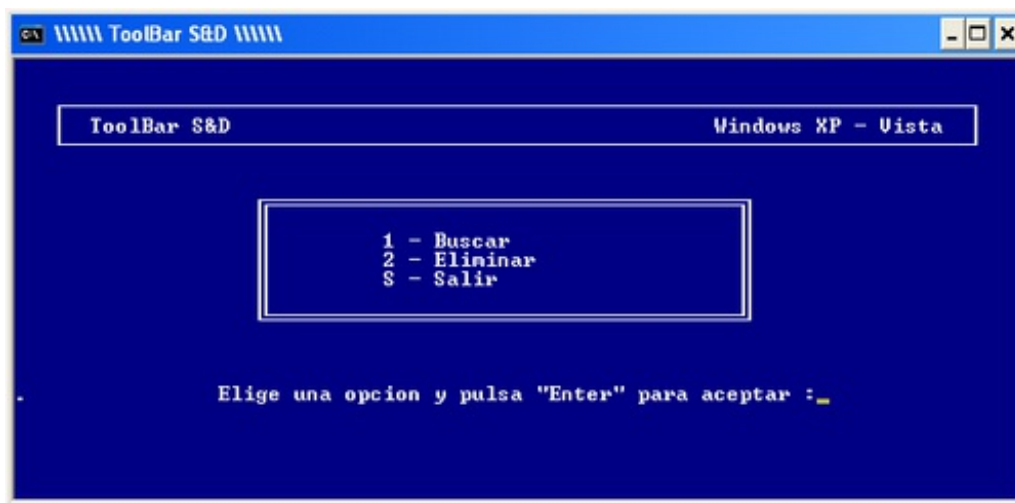 \\\\\\ ToolBar S&D \\\\\\
ToolBar S&D Windows XP - Vista
1 - Buscar
2 - Eliminar
S - Salir
. Elige una opcion y pulsa "Enter" para aceptar :_